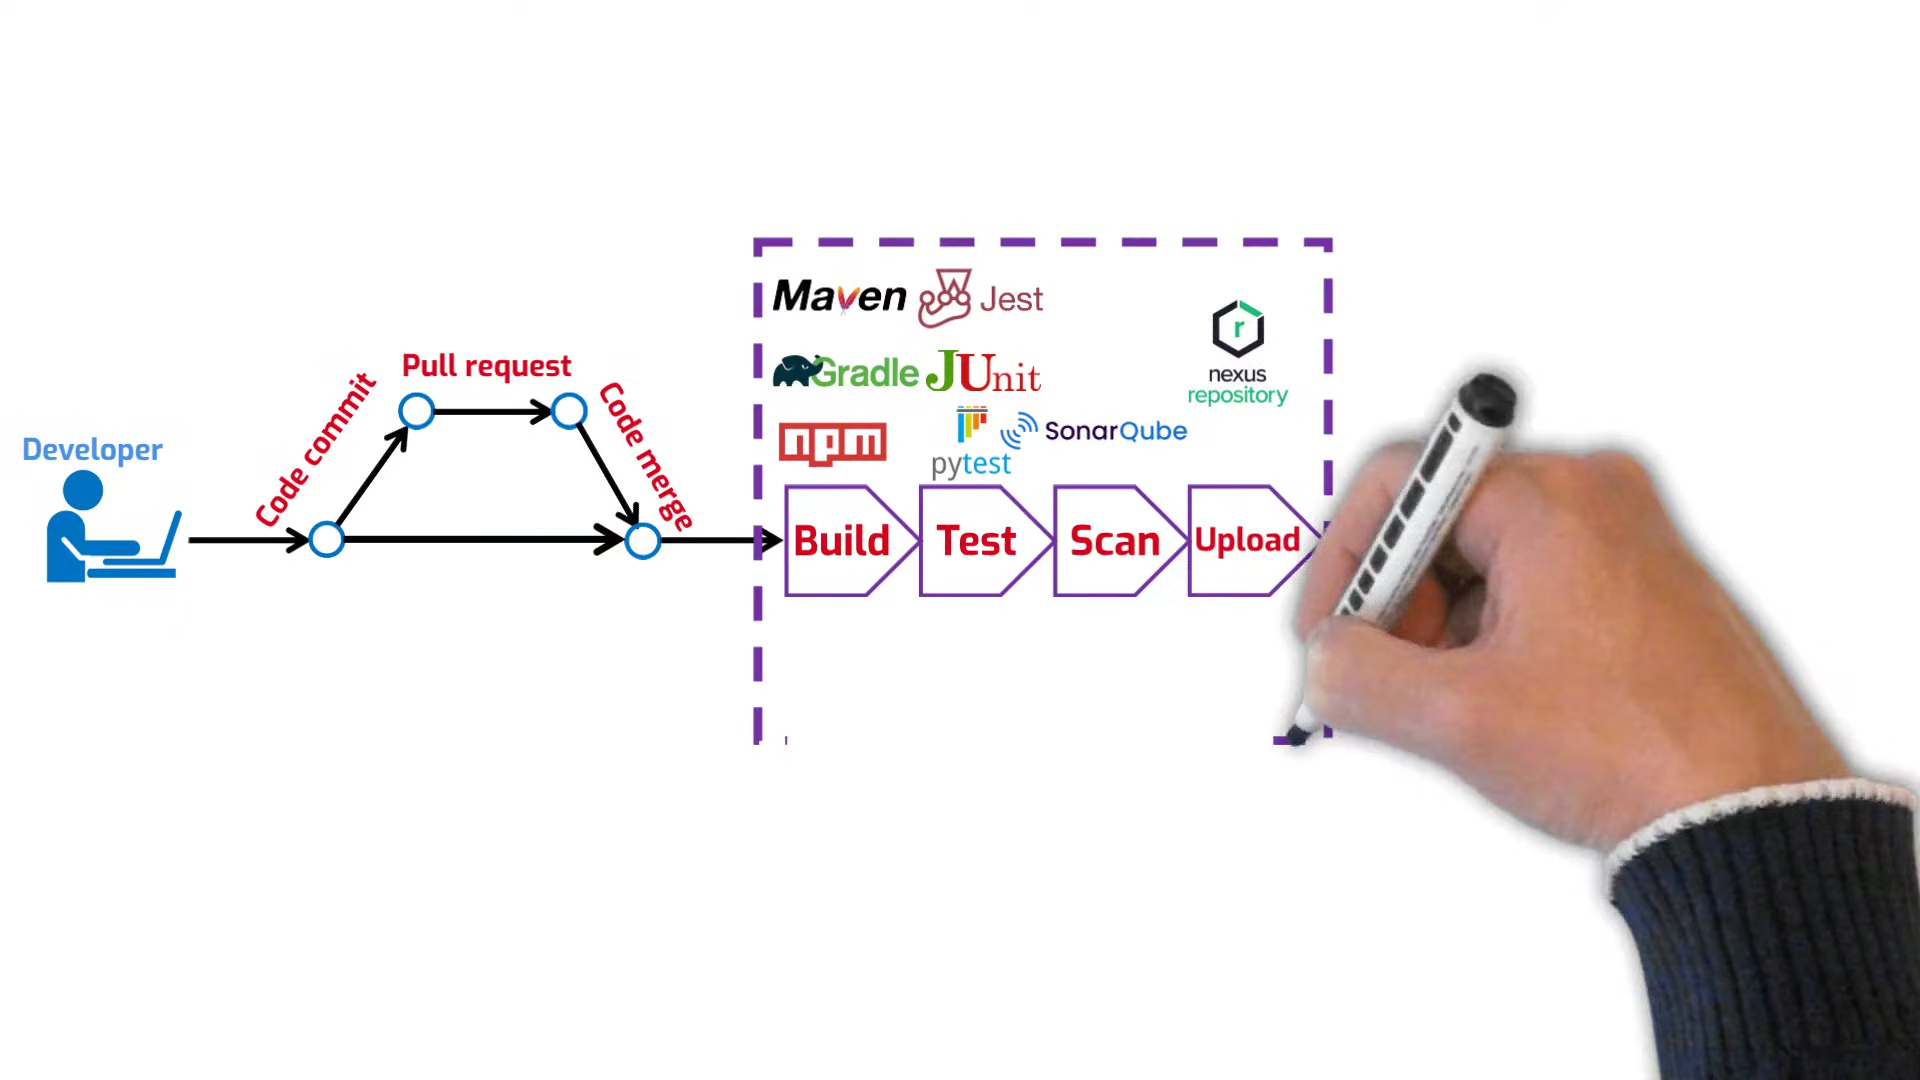 Developer
Code commit
Pull request
Code merge
Maven
Jest
Gradle
JUnit
npm
pytest
SonarQube
r
nexus
repository
Build
Test
Scan
Upload